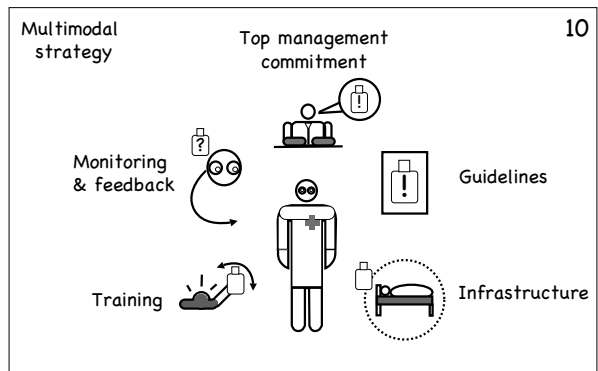 Multimodal
strategy
10
Top management
commitment
!
?
Monitoring
& feedback
!
Guidelines
Training
Infrastructure